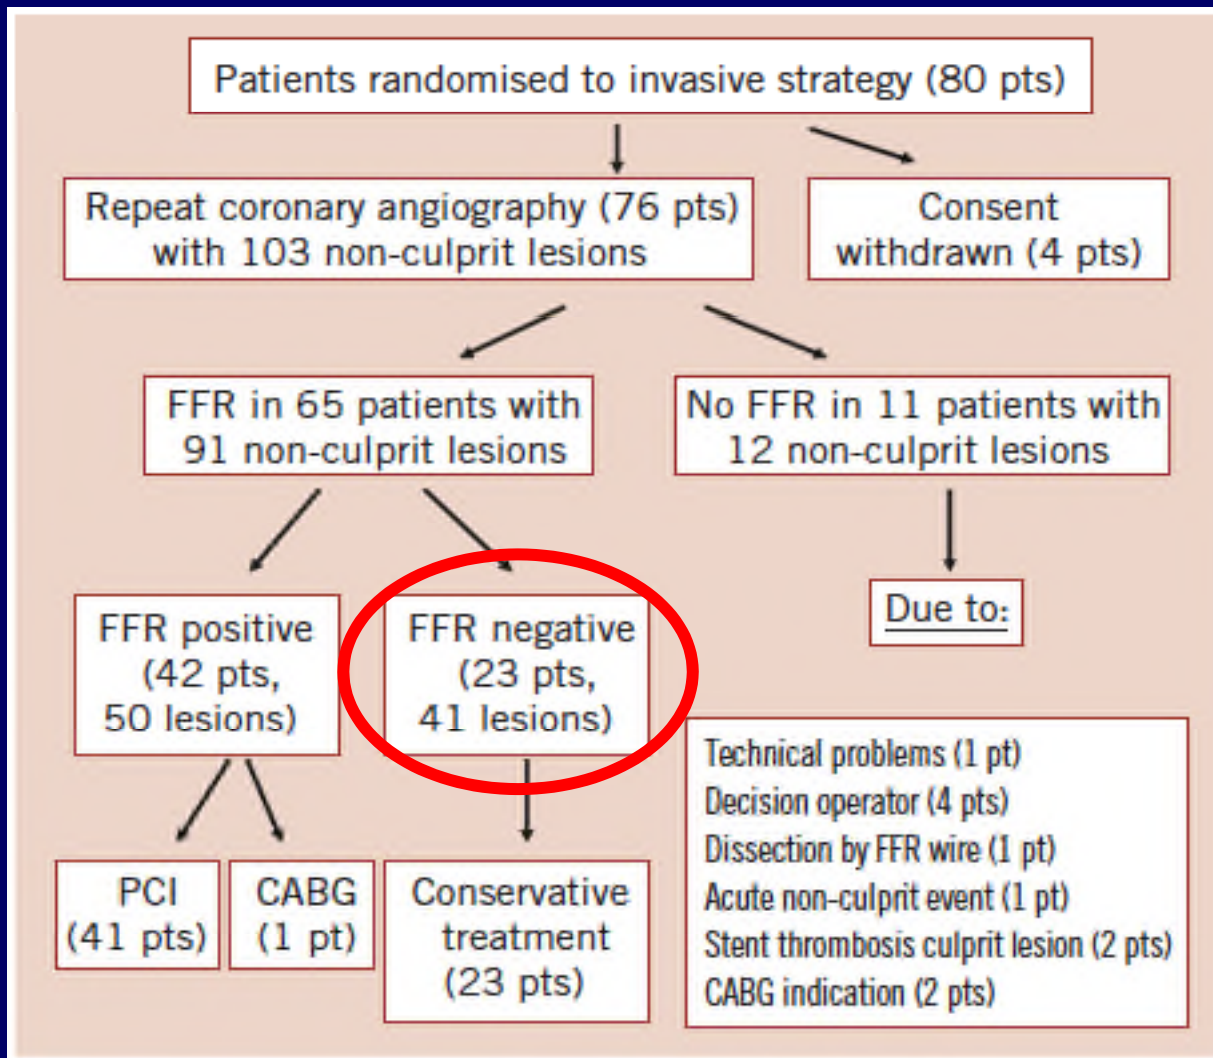 Patients randomised to invasive strategy (80 pts)
Repeat coronary angiography (76 pts)
with 103 non-culprit lesions
Consent
withdrawn (4 pts)
FFR in 65 patients with
91 non-culprit lesions
No FFR in 11 patients with
12 non-culprit lesions
FFR positive
(42 pts,
50 lesions)
FFR negative
(23 pts,
41 lesions)
Due to:
Technical problems (1 pt)
Decision operator (4 pts)
Dissection by FFR wire (1 pt)
Acute non-culprit event (1 pt)
Stent thrombosis culprit lesion (2 pts)
CABG indication (2 pts)
PCI
(41 pts)
CABG
(1 pt)
Conservative
treatment
(23 pts)